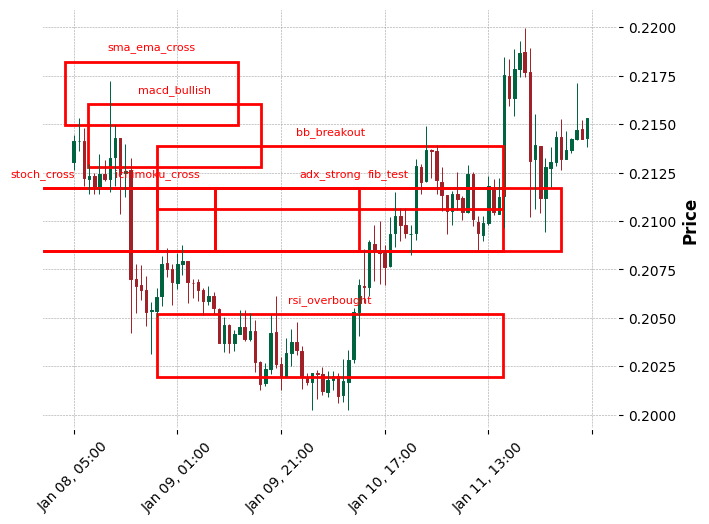 sma_ema_cross
macd_bullish
bb_breakout
stoch_cross
adx_strong
fib_test
rsi_overbought
0.2200
0.2175
0.2150
0.2125
0.2100
0.2075
0.2050
0.2025
0.2000
Price
Jan 08, 05:00
Jan 09, 01:00
Jan 09, 21:00
Jan 10, 17:00
Jan 11, 13:00